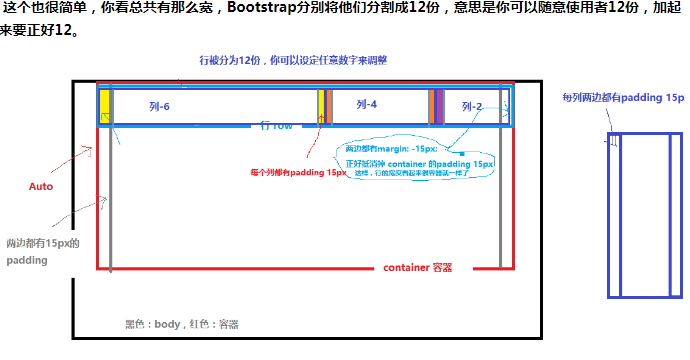 这个也很简单，你看总共有那么宽，Bootstrap分别将他们分割成12份，意思是你可以随意使用者12份，加起
来要正好12。
行被分为12份，你可以设定任意数字来调整
每列两边都有padding 15p
列-6
列-4
列-2
行 row
两边都有margin: -15px;
正好抵消掉 container 的padding 15px
这样，行的宽度看起来跟容器就一样了
每个列都有padding 15px
Auto
两边都有15px的
padding
container 容器
黑色：body，红色：容器